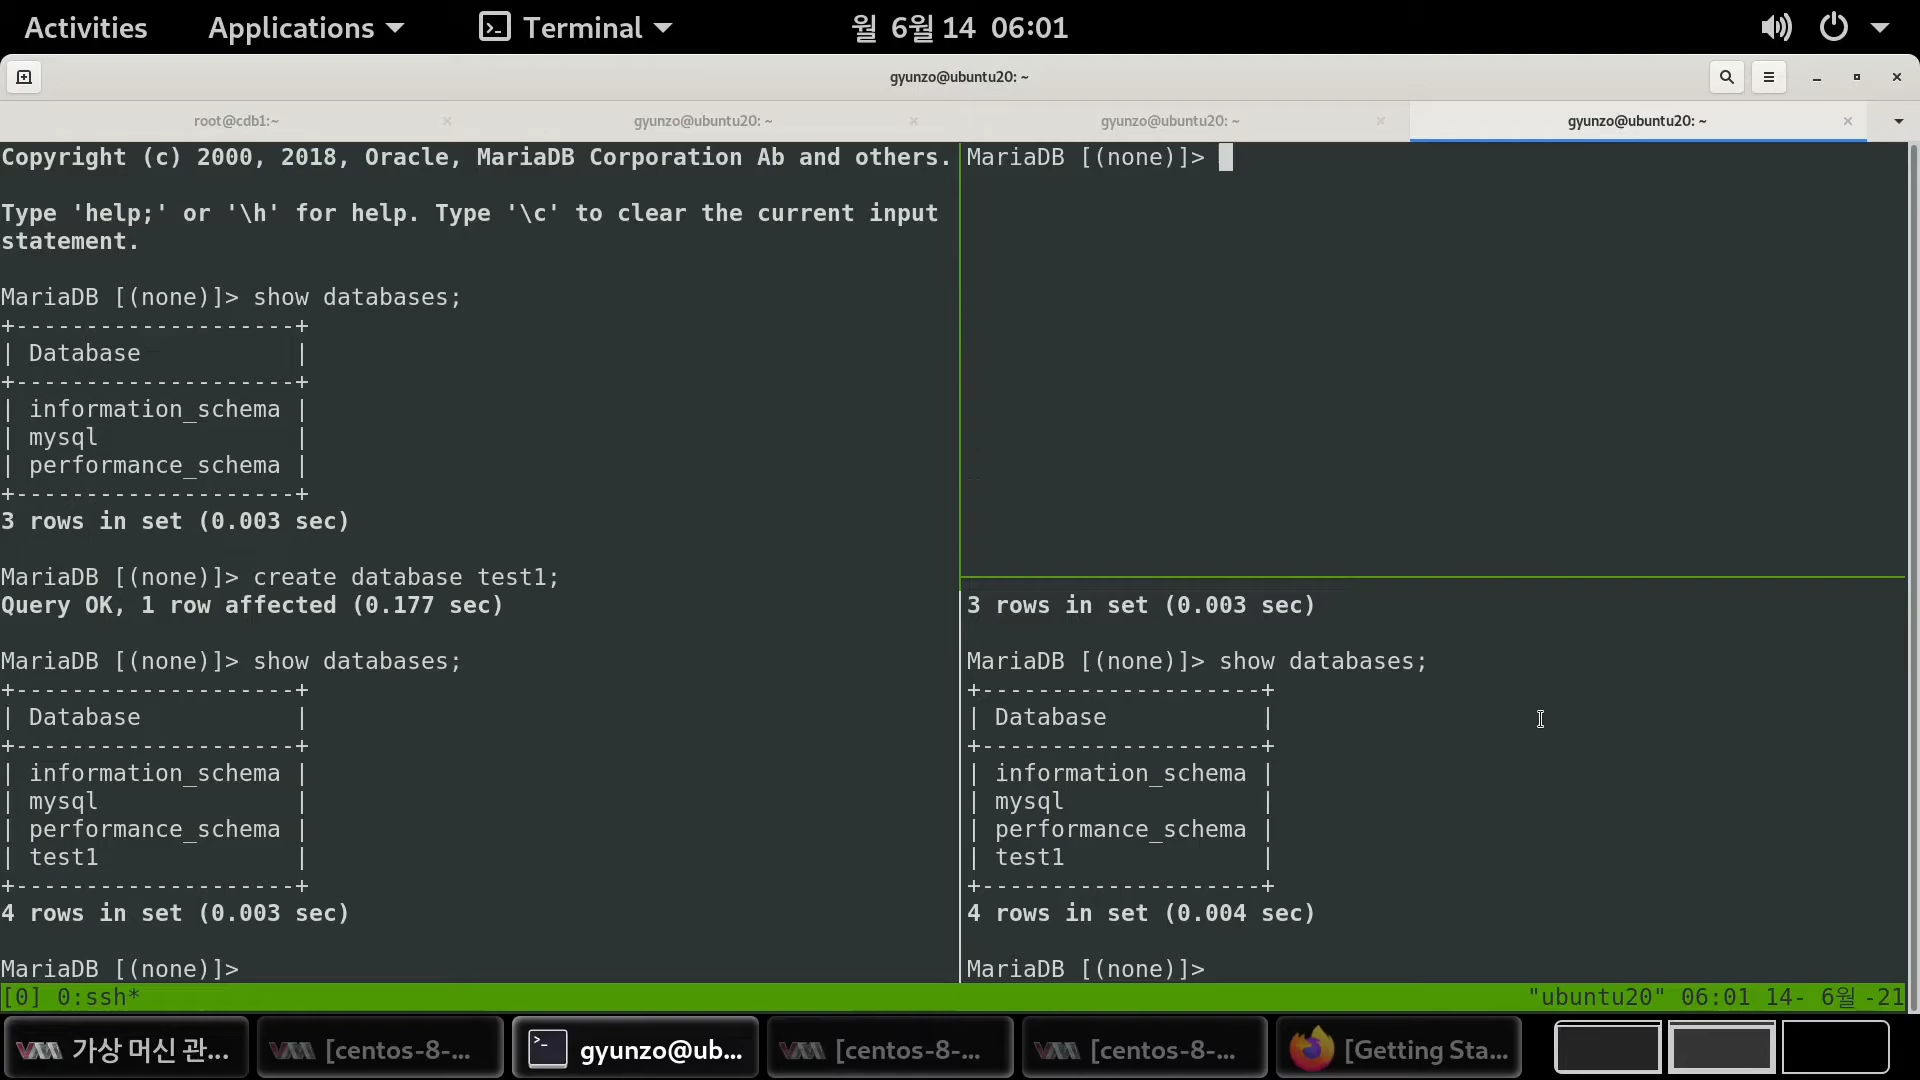 Activities
Applications
Terminal
월 6월 14 06:01
gyunzo@ubuntu20: ~
root@cdb1:~
gyunzo@ubuntu20: ~
gyunzo@ubuntu20: ~
gyunzo@ubuntu20: ~
Copyright (c) 2000, 2018, Oracle, MariaDB Corporation Ab and others.
Type 'help;' or '\h' for help. Type '\c' to clear the current input
statement.
MariaDB [(none)]> show databases;
+--------------------+
| Database           |
+--------------------+
| information_schema |
| mysql              |
| performance_schema |
+--------------------+
3 rows in set (0.003 sec)
MariaDB [(none)]> create database test1;
Query OK, 1 row affected (0.177 sec)
MariaDB [(none)]> show databases;
+--------------------+
| Database           |
+--------------------+
| information_schema |
| mysql              |
| performance_schema |
| test1              |
+--------------------+
4 rows in set (0.003 sec)
MariaDB [(none)]>
MariaDB [(none)]>
3 rows in set (0.003 sec)
MariaDB [(none)]> show databases;
+--------------------+
| Database           |
+--------------------+
| information_schema |
| mysql              |
| performance_schema |
| test1              |
+--------------------+
4 rows in set (0.004 sec)
MariaDB [(none)]>
[0] 0:ssh*
"ubuntu20" 06:01 14- 6월 -21
가상 머신 관...
[centos-8-...
gyunzo@ub...
[centos-8-...
[centos-8-...
[Getting Sta...